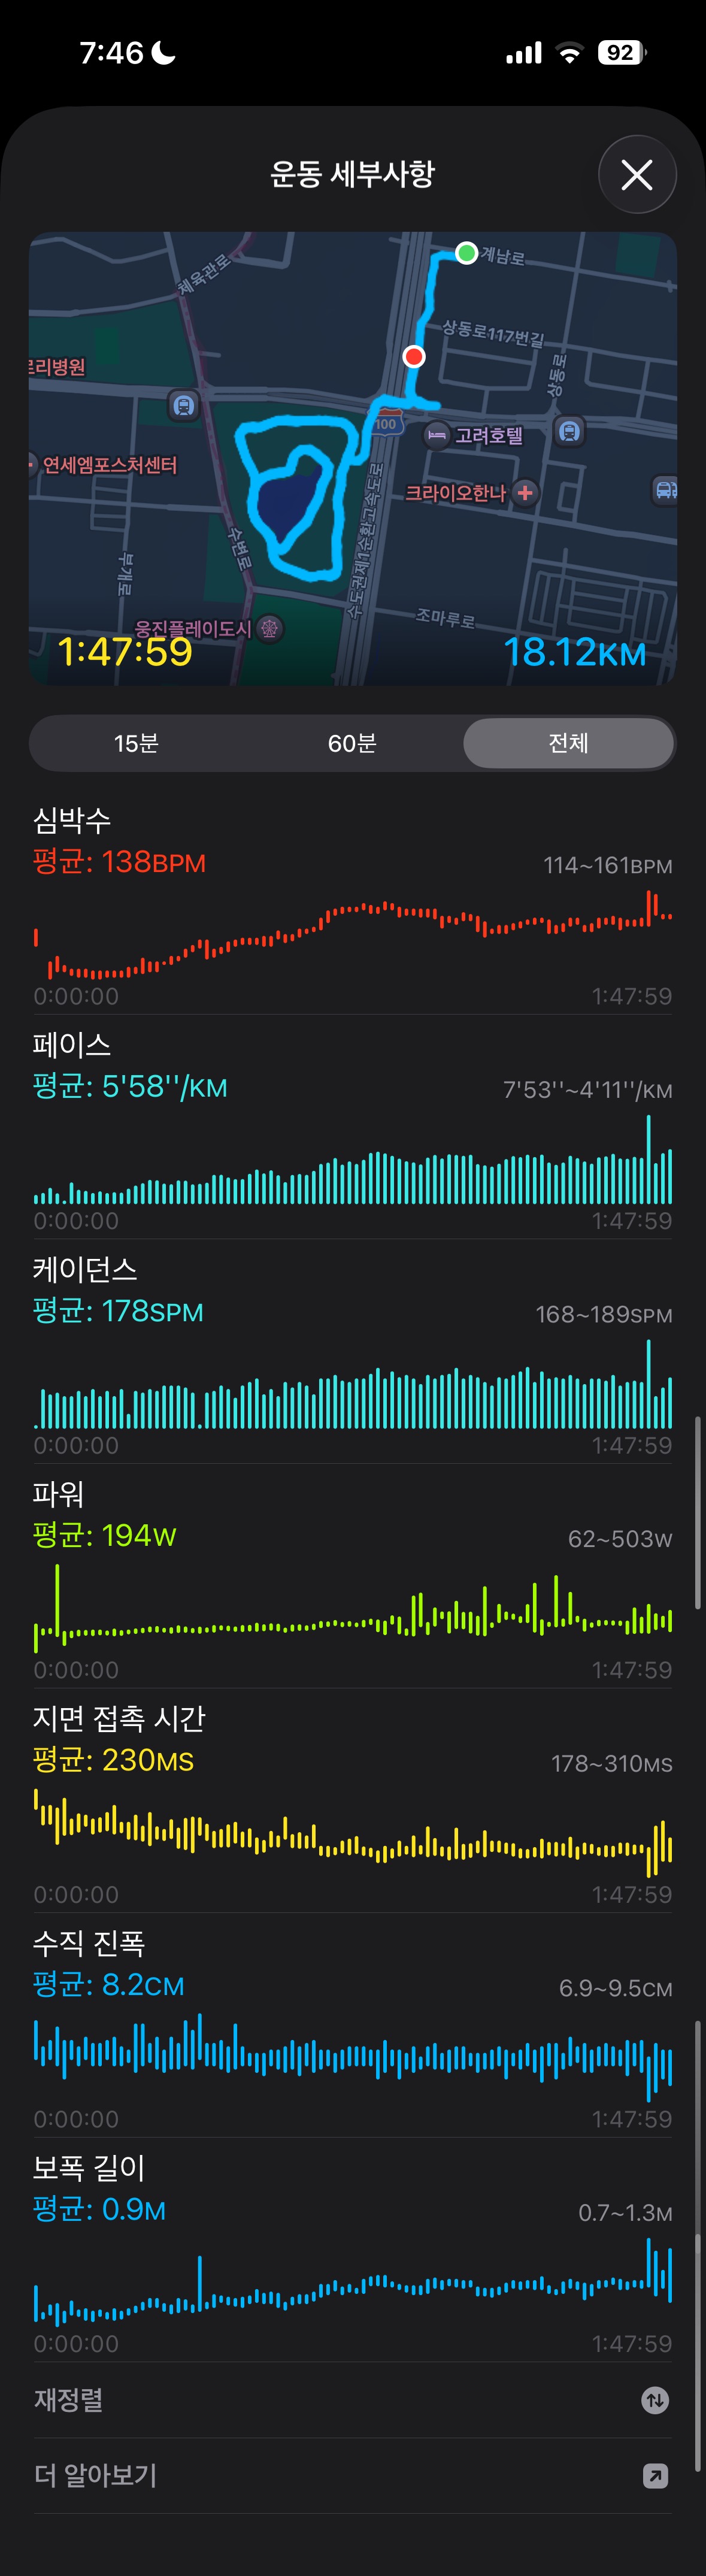 7:46
92
운동 세부사항
계남로
체육관로
상동로117번길
상동로
트리병원
100
고려호텔
연세엠포스처센터
크라이오한나
수도권제1순환고속도로
부개로
수변로
조마루로
웅진플레이도시
1:47:59
18.12KM
15분
60분
전체
심박수
평균: 138BPM
114~161BPM
0:00:00
1:47:59
페이스
평균: 5'58''/KM
7'53''~4'11''/KM
0:00:00
1:47:59
케이던스
평균: 178SPM
168~189SPM
0:00:00
1:47:59
파워
평균: 194W
62~503W
0:00:00
1:47:59
지면 접촉 시간
평균: 230MS
178~310MS
0:00:00
1:47:59
수직 진폭
평균: 8.2CM
6.9~9.5CM
0:00:00
1:47:59
보폭 길이
평균: 0.9M
0.7~1.3M
0:00:00
1:47:59
재정렬
더 알아보기